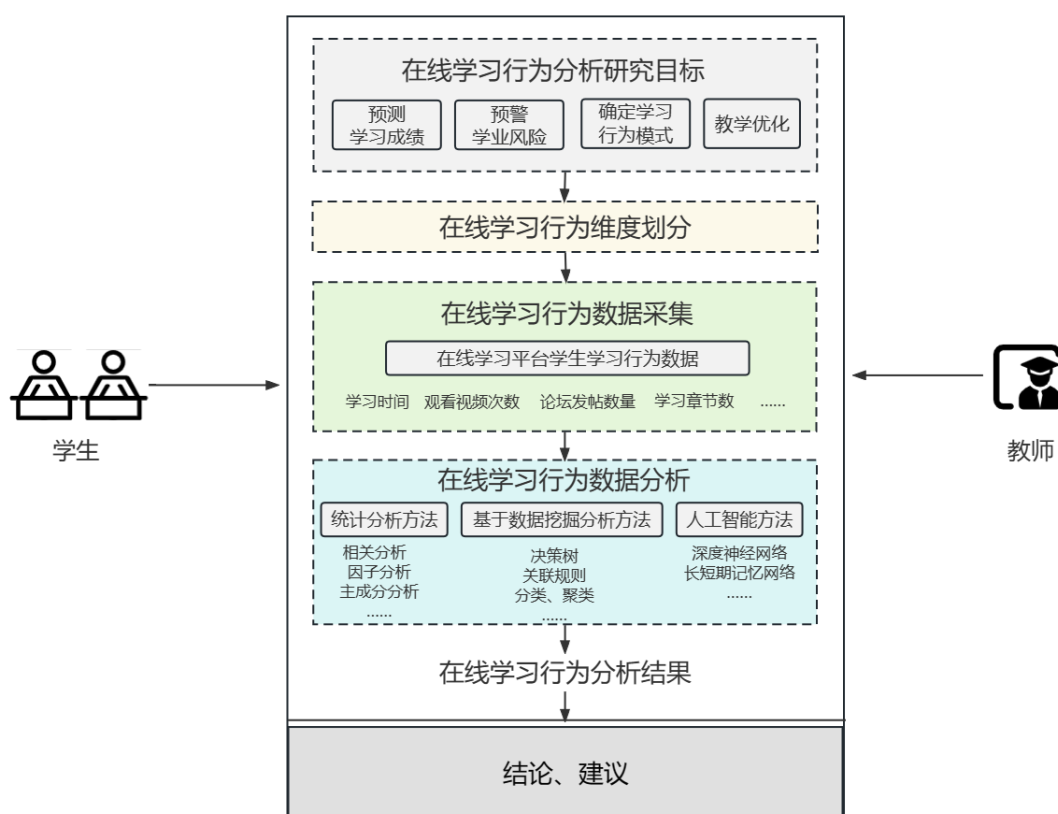 在线学习行为分析研究目标
预测
学习成绩
预警
学业风险
确定学习
行为模式
教学优化
在线学习行为维度划分
在线学习行为数据采集
在线学习平台学生学习行为数据
学习时间 观看视频次数 论坛发帖数量 学习章节数 ......
学生
教师
在线学习行为数据分析
统计分析方法
相关分析
因子分析
主成分分析
......
基于数据挖掘分析方法
决策树
关联规则
分类、聚类
......
人工智能方法
深度神经网络
长短期记忆网络
......
在线学习行为分析结果
结论、建议